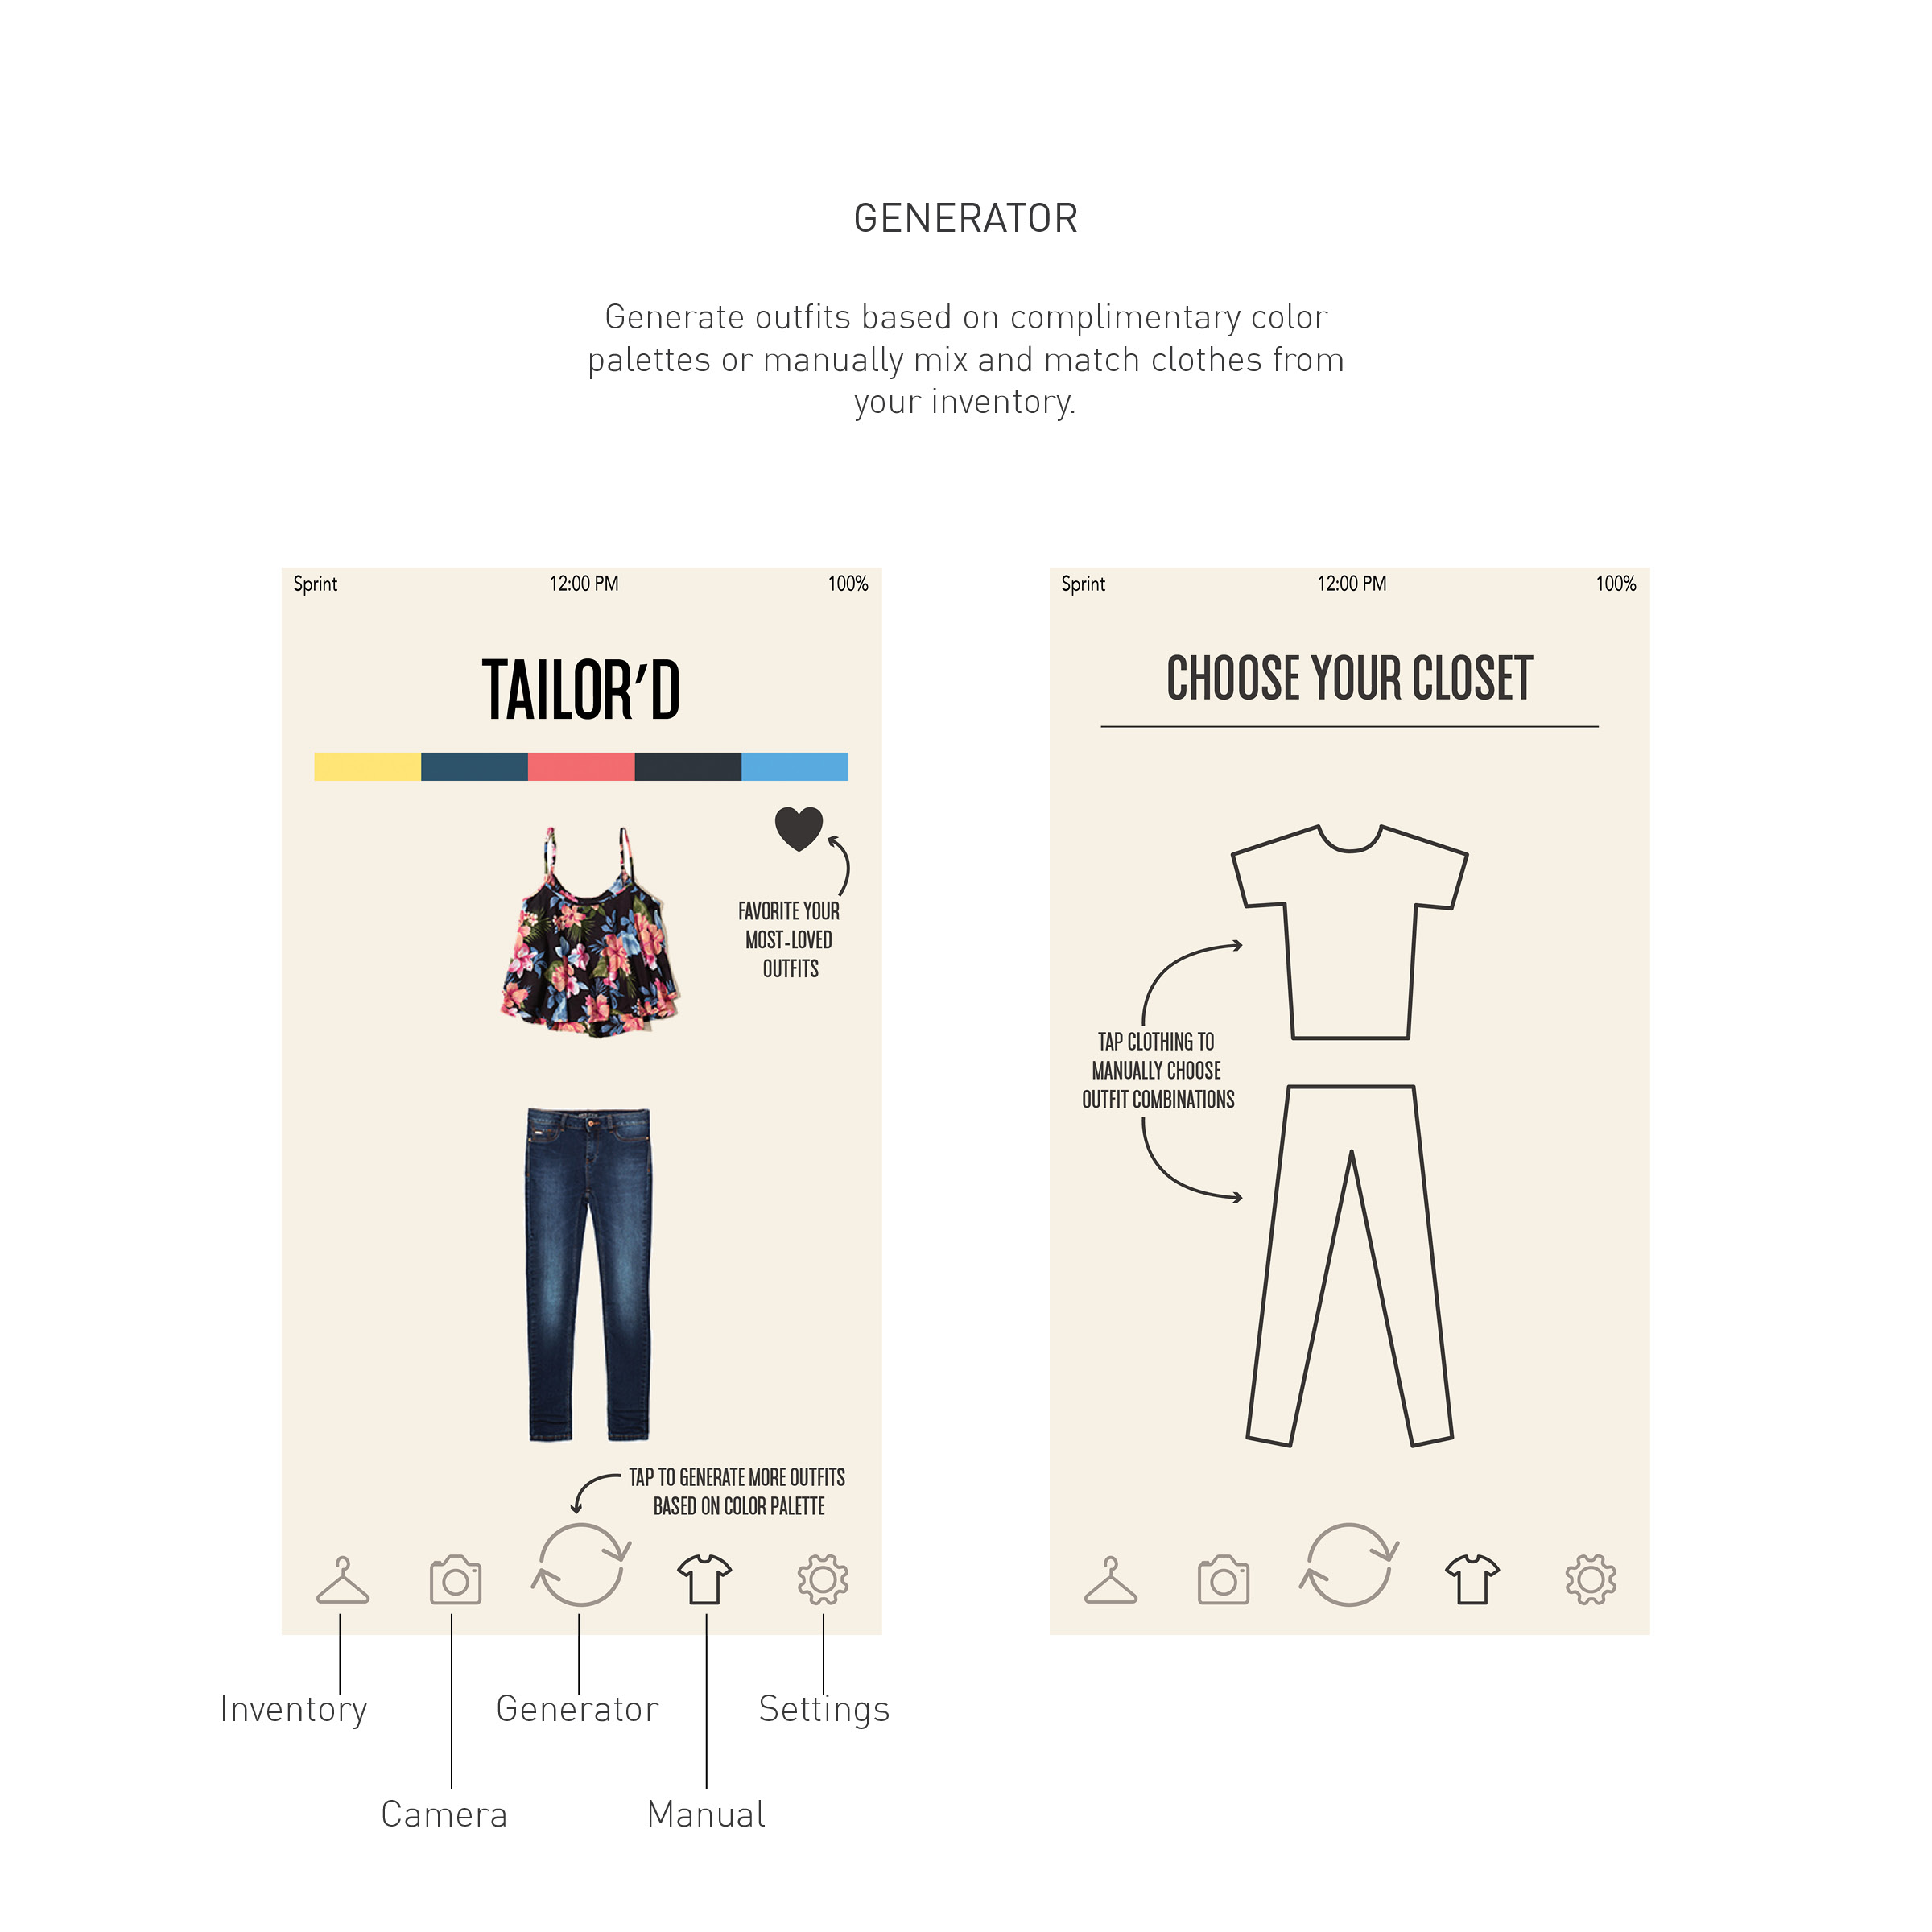 GENERATOR
Generate outfits based on complimentary color
palettes or manually mix and match clothes from
your inventory.
Sprint 12:00 PM 100%
TAILOR'D
FAVORITE YOUR
MOST-LOVED
OUTFITS
TAP TO GENERATE MORE OUTFITS
BASED ON COLOR PALETTE
Inventory
Generator
Settings
Camera
Manual
Sprint 12:00 PM 100%
CHOOSE YOUR CLOSET
TAP CLOTHING TO
MANUALLY CHOOSE
OUTFIT COMBINATIONS